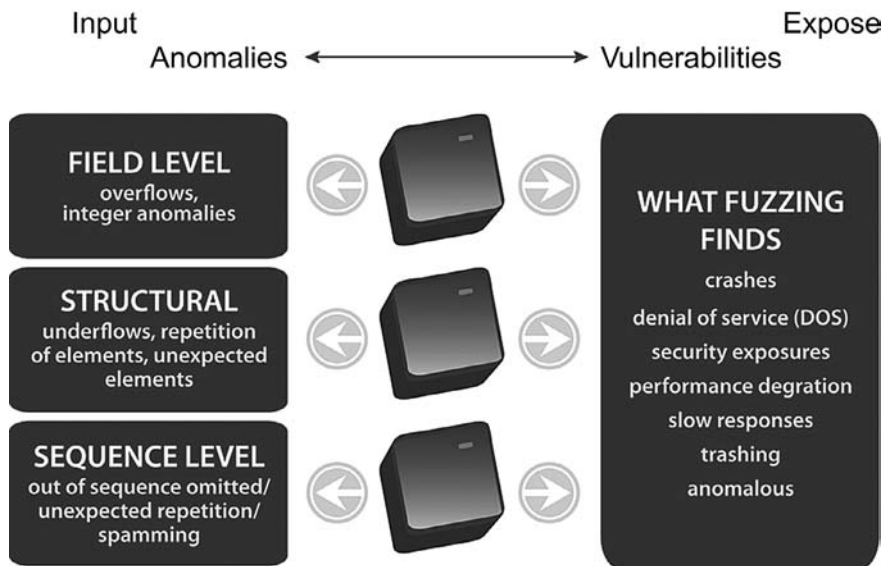 Input
Expose
Anomalies
Vulnerabilities
FIELD LEVEL
overflows,
integer anomalies
STRUCTURAL
underflows, repetition
of elements, unexpected
elements
SEQUENCE LEVEL
out of sequence omitted/
unexpected repetition/
spamming
WHAT FUZZING
FINDS
crashes
denial of service (DOS)
security exposures
performance degration
slow responses
trashing
anomalous